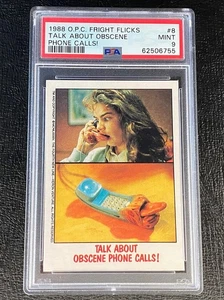 1988 O.P.C. FRIGHT FLICKS #8
TALK ABOUT OBSCENE MINT
PHONE CALLS! 9
PSA 62506755
TALK ABOUT
OBSCENE PHONE CALLS!